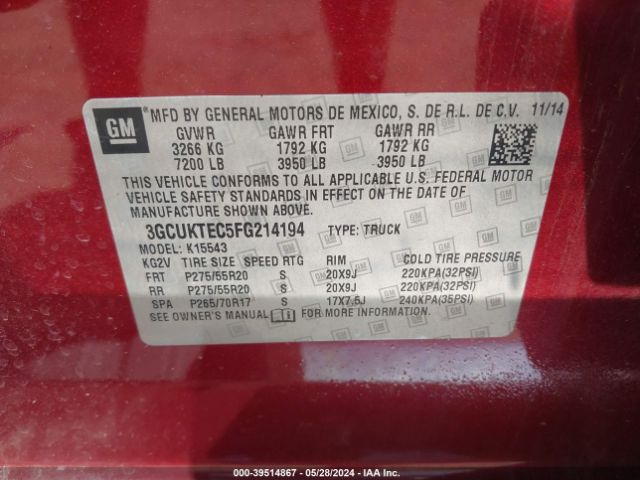 GM MFD BY GENERAL MOTORS DE MEXICO, S. DE R.L. DE C.V. 11/14
GVWR GAWR FRT GAWR RR
3266 KG 1792 KG 1792 KG
7200 LB 3950 LB 3950 LB
THIS VEHICLE CONFORMS TO ALL APPLICABLE U.S. FEDERAL MOTOR
VEHICLE SAFETY STANDARDS IN EFFECT ON THE DATE OF
MANUFACTURE SHOWN ABOVE.
3GCUKTEC5FG214194 TYPE: TRUCK
MODEL: K15543
KG2V TIRE SIZE SPEED RTG RIM COLD TIRE PRESSURE
FRT P275/55R20 S 20X9J 220KPA(32PSI)
RR P275/55R20 S 20X9J 220KPA(32PSI)
SPA P265/70R17 S 17X7.5J 240KPA(35PSI)
SEE OWNER'S MANUAL FOR MORE INFORMATION.
000-39514867 - 05/28/2024 - IAAI.com